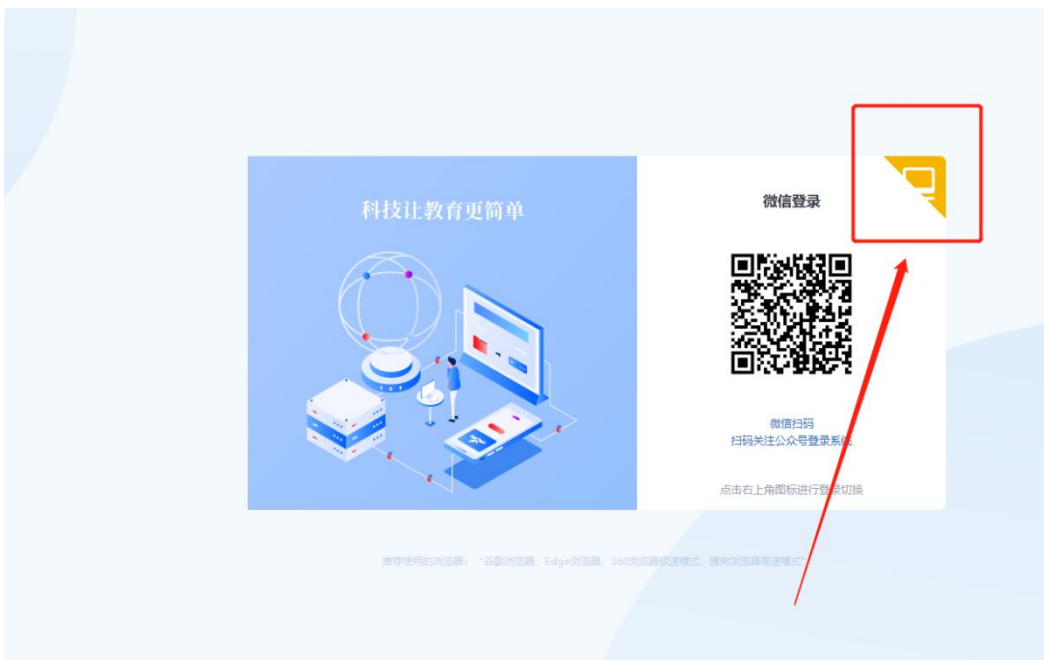 科技让教育更简单
微信登录
微信扫码
扫码关注公众号登录系统
点击右上角图标进行登录切换
推荐使用的浏览器：“谷歌浏览器、Edge浏览器、360浏览器极速模式、搜狗浏览器高速模式”